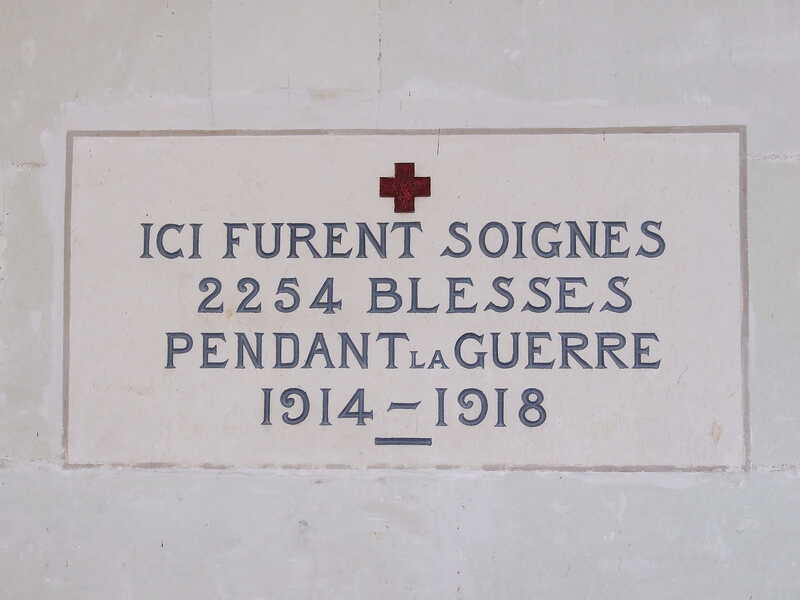 ICI FURENT SOIGNES
2254 BLESSES
PENDANT LA GUERRE
1914 - 1918